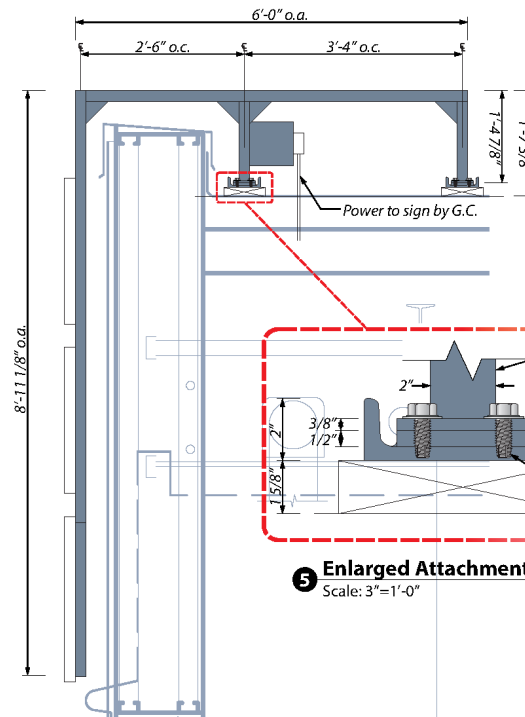 6'-0" o.a.
℄ ℄ ℄
2'-6" o.c. 3'-4" o.c.
1'-4 7/8"
Power to sign by G.C.
8'-11 1/8" o.a.
2"
3/8"
2"
1/2"
1 5/8"
5 Enlarged Attachment
Scale: 3"=1'-0"